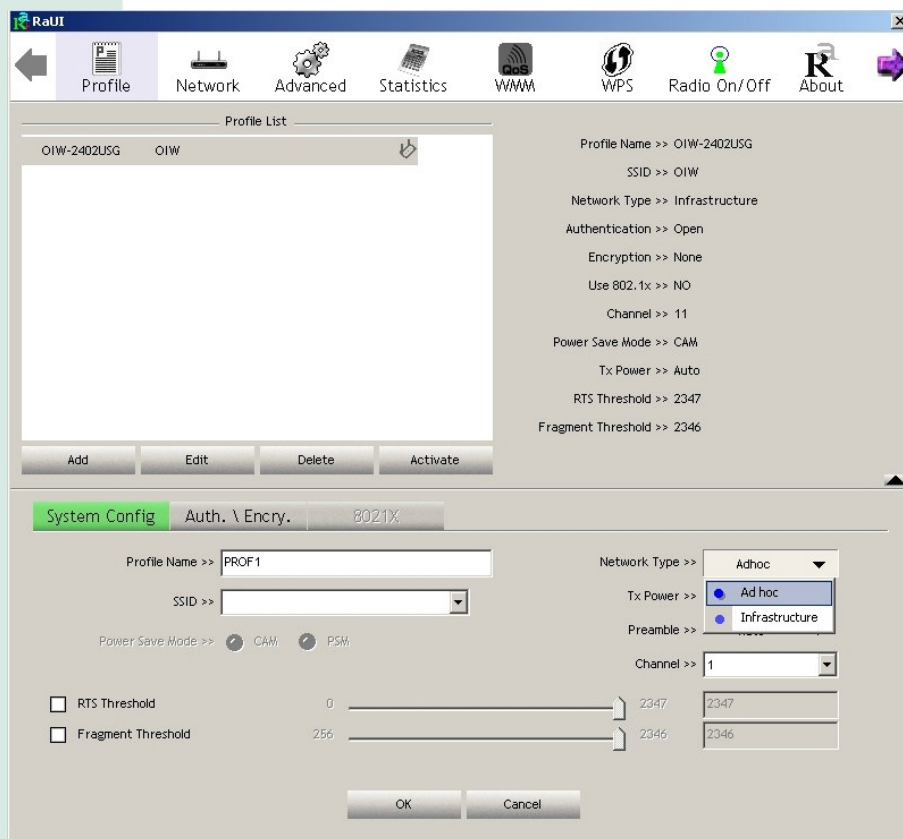 RaUI
Profile Network Advanced Statistics QoS WMM WPS Radio On/Off About
Profile List
OIW-2402USG OIW
Profile Name >> OIW-2402USG
SSID >> OIW
Network Type >> Infrastructure
Authentication >> Open
Encryption >> None
Use 802.1x >> NO
Channel >> 11
Power Save Mode >> CAM
Tx Power >> Auto
RTS Threshold >> 2347
Fragment Threshold >> 2346
Add Edit Delete Activate
System Config Auth. \ Encry. 8021X
Profile Name >> PROF1 Network Type >> Adhoc
SSID >> Tx Power >> Ad hoc
Infrastructure
Power Save Mode >> CAM PSM Preamble >>
Channel >> 1
RTS Threshold 0 2347 2347
Fragment Threshold 256 2346 2346
OK Cancel